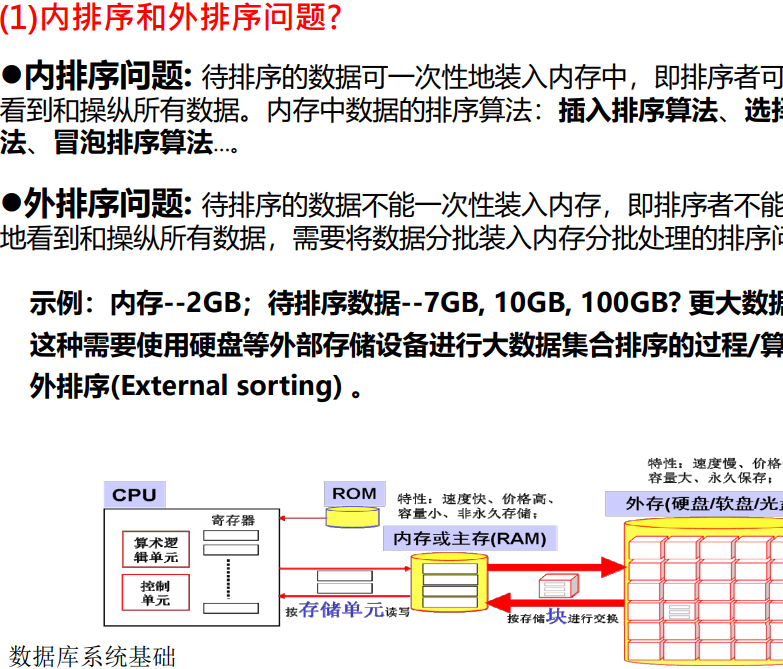 (1)内排序和外排序问题?
●内排序问题: 待排序的数据可一次性地装入内存中，即排序者可
看到和操纵所有数据。内存中数据的排序算法：插入排序算法、选择
法、冒泡排序算法...。
●外排序问题: 待排序的数据不能一次性装入内存，即排序者不能
地看到和操纵所有数据，需要将数据分批装入内存分批处理的排序问
示例：内存--2GB；待排序数据--7GB, 10GB, 100GB? 更大数据
这种需要使用硬盘等外部存储设备进行大数据集合排序的过程/算
外排序(External sorting) 。
特性：速度慢、价格
容量大、永久保存；
CPU
ROM
特性：速度快、价格高、
容量小、非永久存储；
外存(硬盘/软盘/光盘
寄存器
内存或主存(RAM)
算术逻
辑单元
控制
单元
按存储单元读写
按存储块进行交换
数据库系统基础